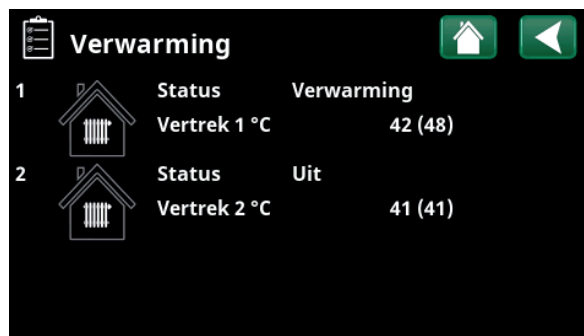 Verwarming
1 Status Verwarming
Vertrek 1 °C 42 (48)
2 Status Uit
Vertrek 2 °C 41 (41)